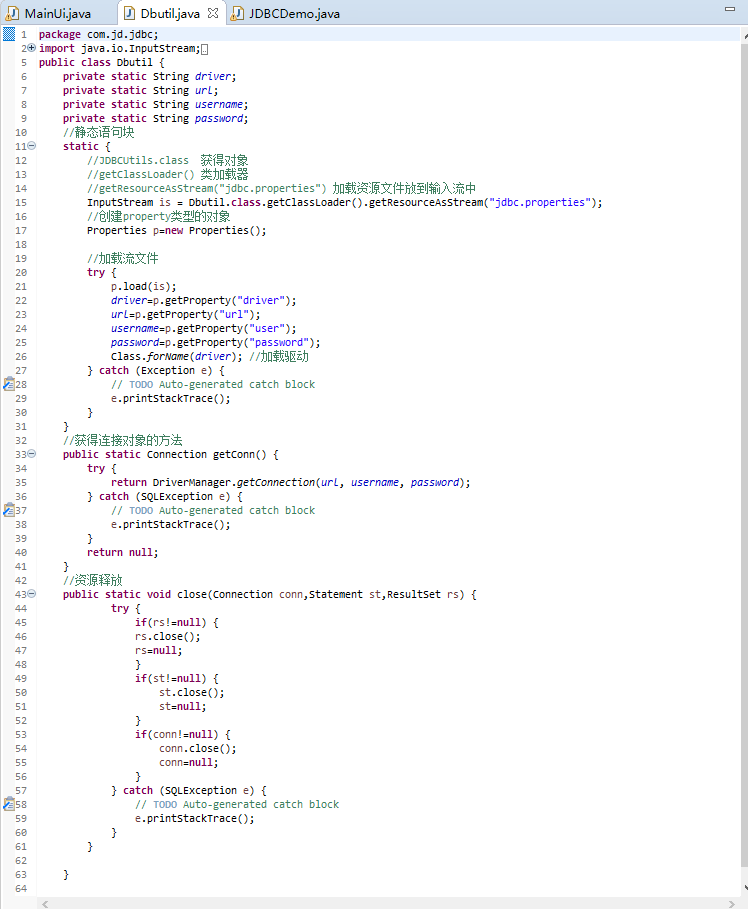 MainUi.java Dbutil.java JDBCDemo.java
1 package com.jd.jdbc;
2 import java.io.InputStream;
5 public class Dbutil {
6 private static String driver;
7 private static String url;
8 private static String username;
9 private static String password;
10 //静态语句块
11 static {
12 //JDBCUtils.class 获得对象
13 //getClassLoader() 类加载器
14 //getResourceAsStream("jdbc.properties") 加载资源文件放到输入流中
15 InputStream is = Dbutil.class.getClassLoader().getResourceAsStream("jdbc.properties");
16 //创建property类型的对象
17 Properties p=new Properties();
18
19 //加载流文件
20 try {
21 p.load(is);
22 driver=p.getProperty("driver");
23 url=p.getProperty("url");
24 username=p.getProperty("user");
25 password=p.getProperty("password");
26 Class.forName(driver); //加载驱动
27 } catch (Exception e) {
28 // TODO Auto-generated catch block
29 e.printStackTrace();
30 }
31 }
32 //获得连接对象的方法
33 public static Connection getConn() {
34 try {
35 return DriverManager.getConnection(url, username, password);
36 } catch (SQLException e) {
37 // TODO Auto-generated catch block
38 e.printStackTrace();
39 }
40 return null;
41 }
42 //资源释放
43 public static void close(Connection conn,Statement st,ResultSet rs) {
44 try {
45 if(rs!=null) {
46 rs.close();
47 rs=null;
48 }
49 if(st!=null) {
50 st.close();
51 st=null;
52 }
53 if(conn!=null) {
54 conn.close();
55 conn=null;
56 }
57 } catch (SQLException e) {
58 // TODO Auto-generated catch block
59 e.printStackTrace();
60 }
61 }
62
63 }
64